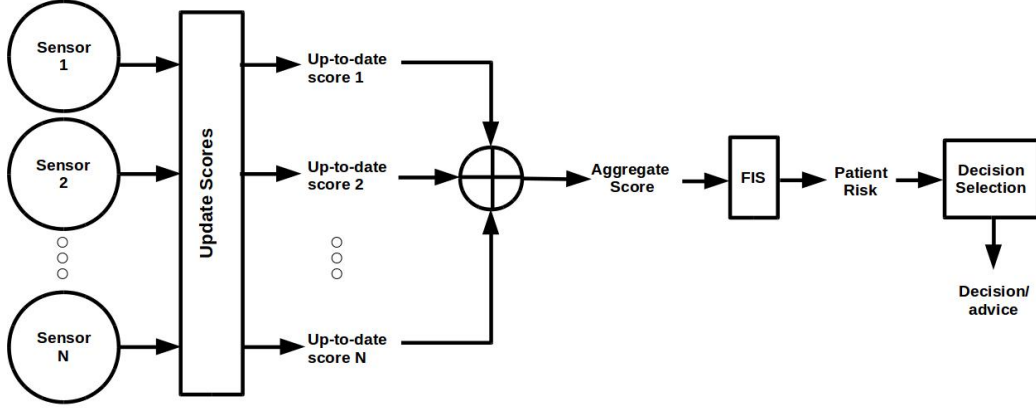 Sensor
1
Sensor
2
Sensor
N
Update Scores
Up-to-date
score 1
Up-to-date
score 2
Up-to-date
score N
Aggregate
Score
FIS
Patient
Risk
Decision
Selection
Decision/
advice